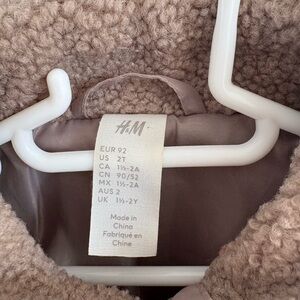 H&M
EUR 92
US 2T
CA 1½-2A
CN 90/52
MX 1½-2A
AUS 2
UK 1½-2Y
Made in
China
Fabriqué en
Chine